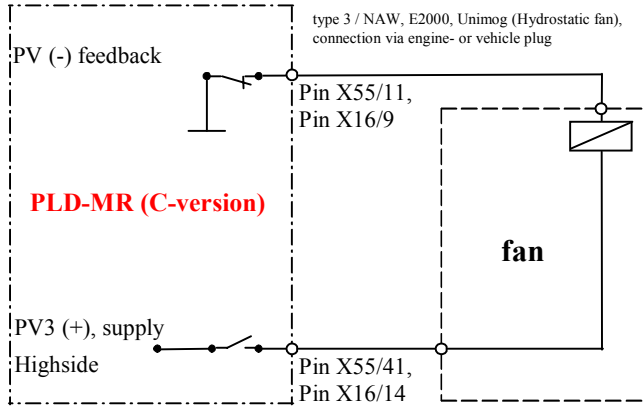 type 3 / NAW, E2000, Unimog (Hydrostatic fan),
connection via engine- or vehicle plug
PV (-) feedback
Pin X55/11,
Pin X16/9
PLD-MR (C-version)
fan
PV3 (+), supply
Highside
Pin X55/41,
Pin X16/14